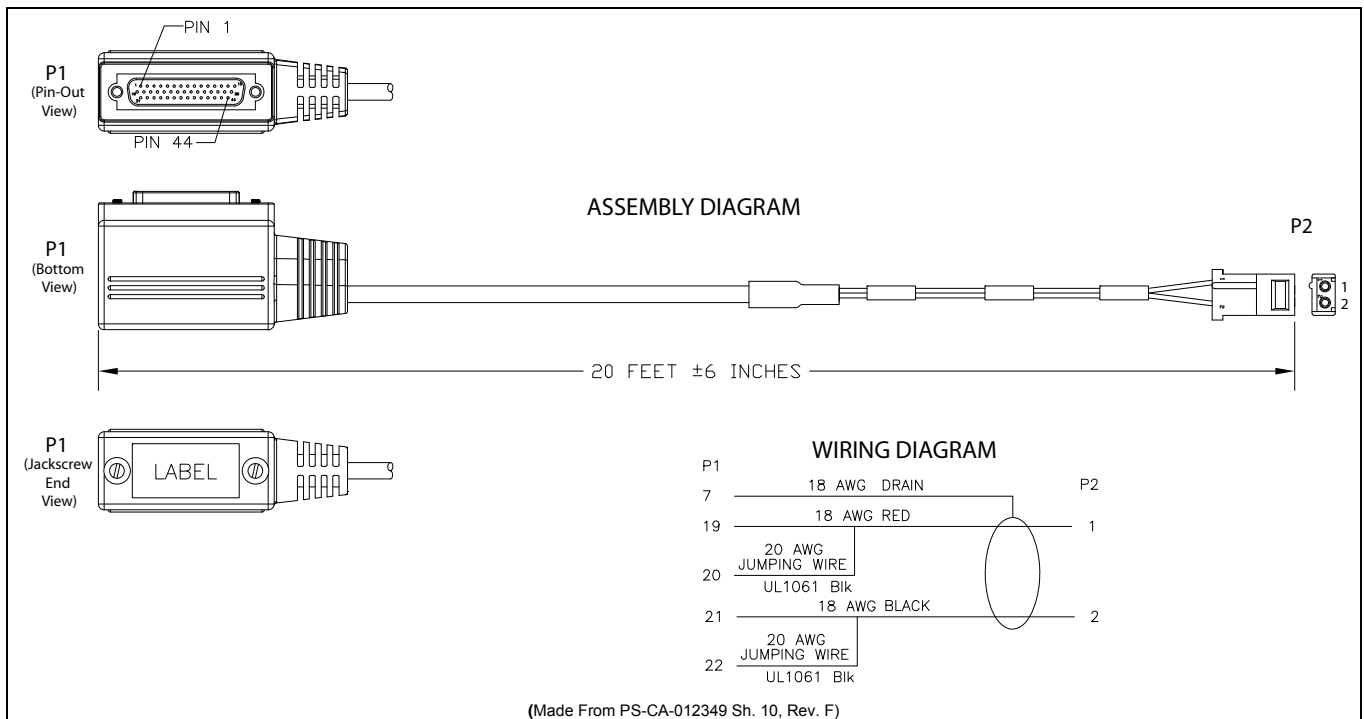 PIN 1
P1
(Pin-Out
View)
PIN 44
ASSEMBLY DIAGRAM
P2
P1
(Bottom
View)
1
2
1
2
20 FEET ±6 INCHES
P1
(Jackscrew
End
View)
LABEL
WIRING DIAGRAM
P1
P2
7
18 AWG DRAIN
19
18 AWG RED
1
20 AWG
JUMPING WIRE
20
UL1061 Blk
21
18 AWG BLACK
2
20 AWG
JUMPING WIRE
22
UL1061 Blk
(Made From PS-CA-012349 Sh. 10, Rev. F)